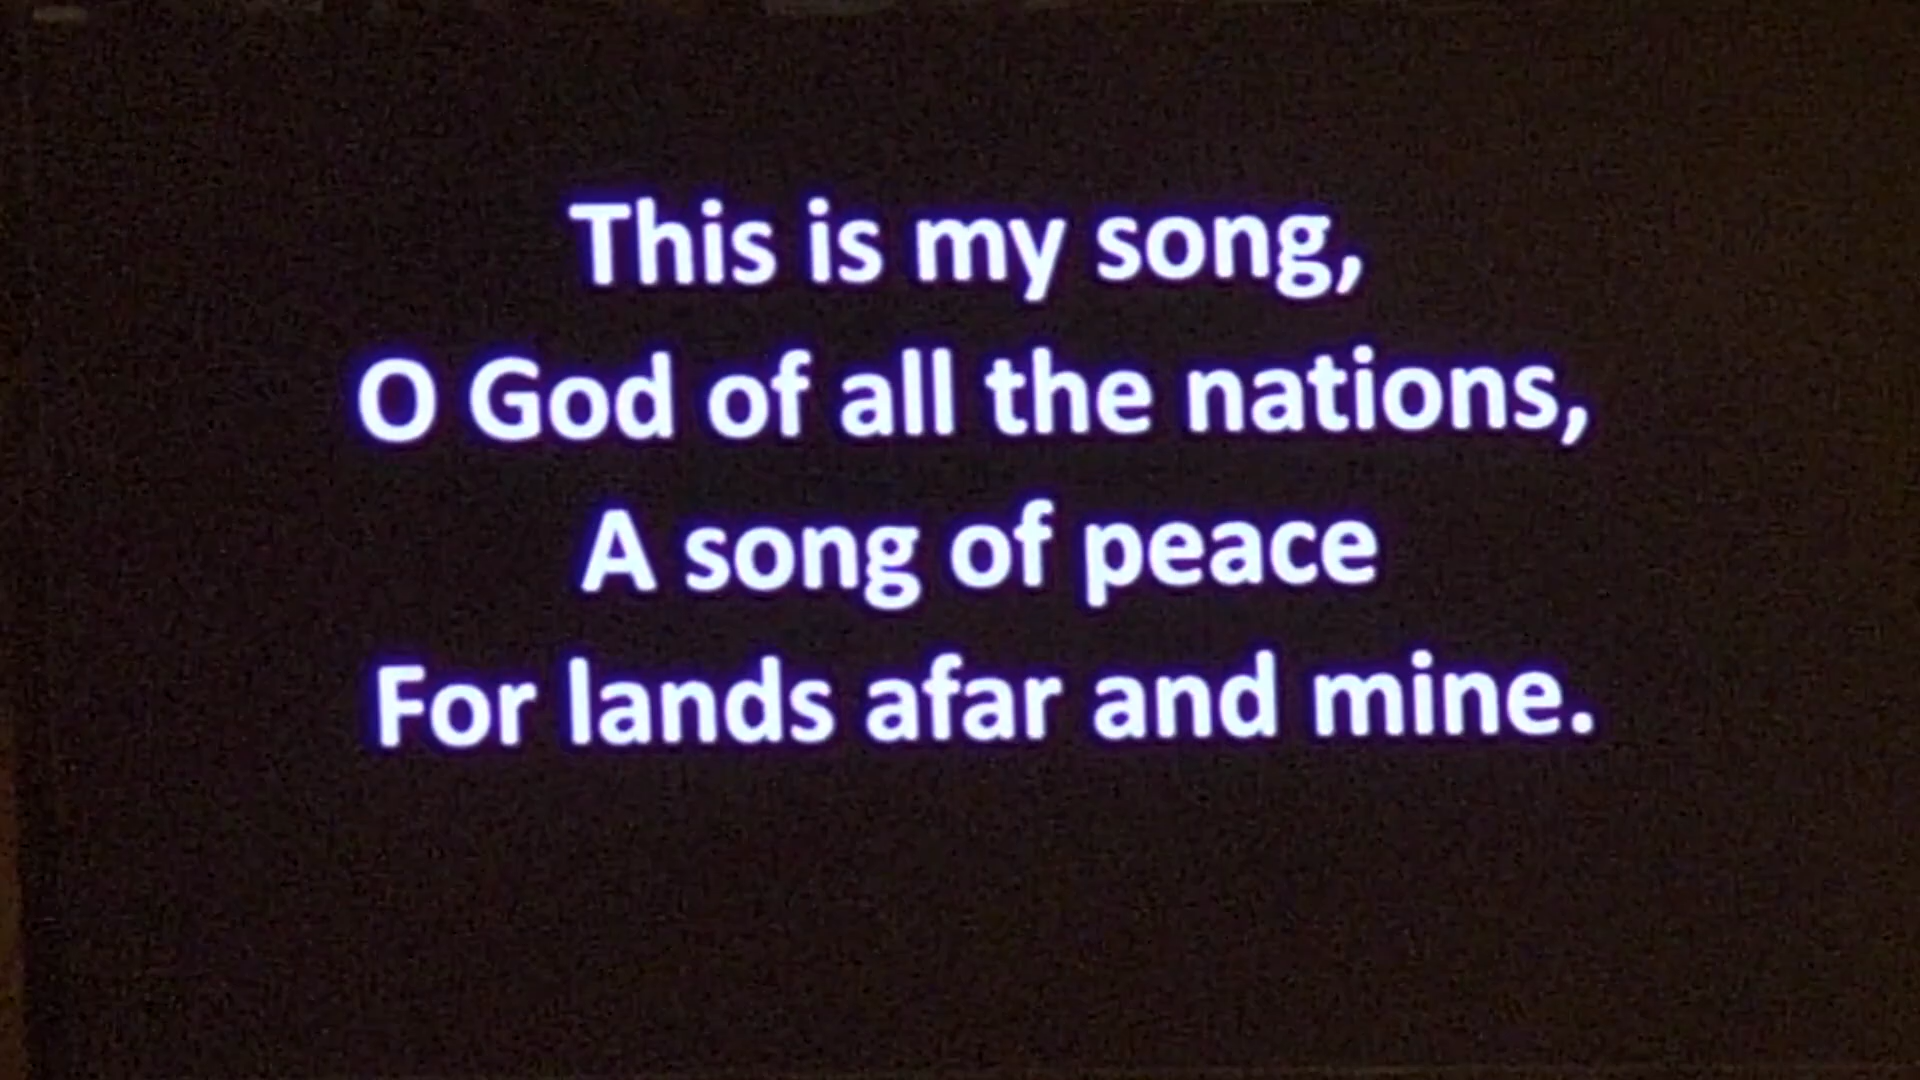 This is my song,
O God of all the nations,
A song of peace
For lands afar and mine.